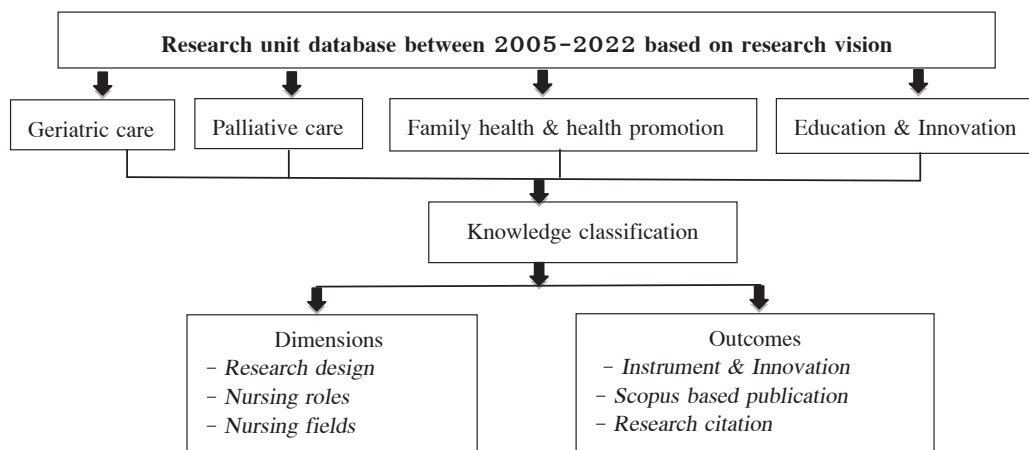 Research unit database between 2005-2022 based on research vision
Geriatric care
Palliative care
Family health & health promotion
Education & Innovation
Knowledge classification
Dimensions
- Research design
- Nursing roles
- Nursing fields
Outcomes
- Instrument & Innovation
- Scopus based publication
- Research citation